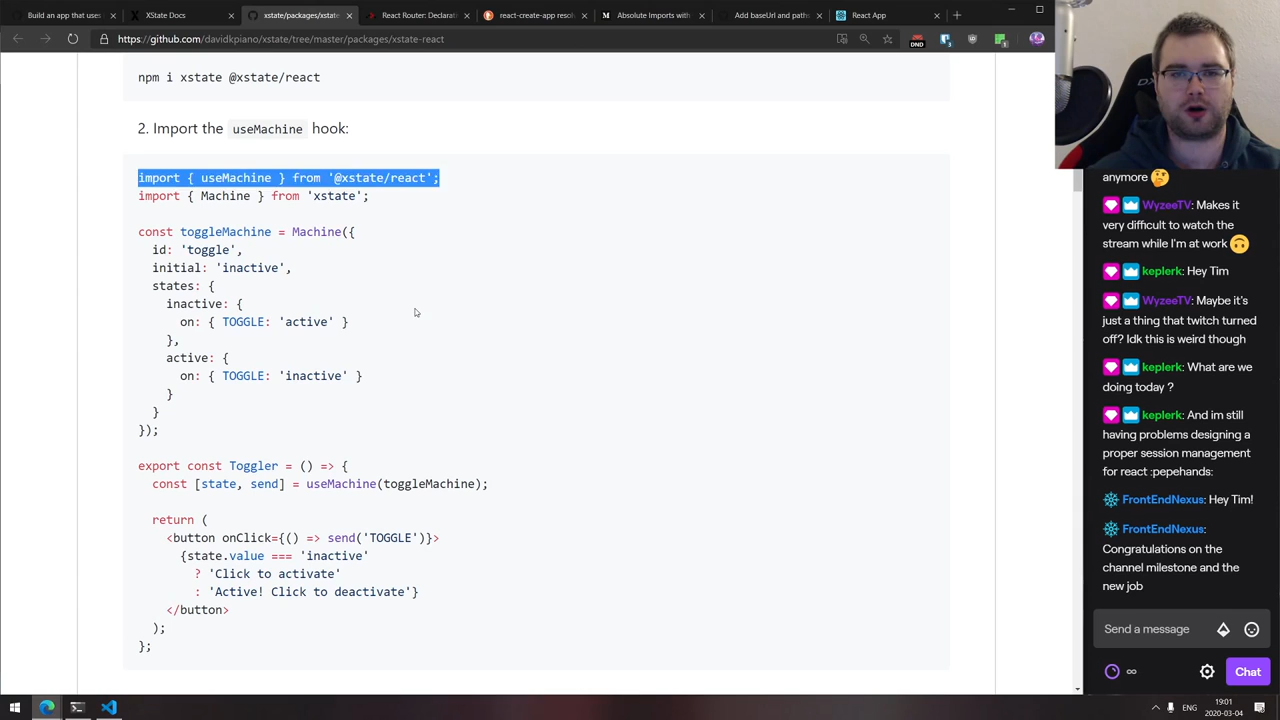 Build an app that uses
XState Docs
xstate/packages/xstate
React Router: Declarati
react-create-app resol
Absolute Imports with
Add baseUrl and paths
React App
https://github.com/davidkpiano/xstate/tree/master/packages/xstate-react
DND
npm i xstate @xstate/react
2. Import the useMachine hook:
import { useMachine } from '@xstate/react';
import { Machine } from 'xstate';
const toggleMachine = Machine({
id: 'toggle',
initial: 'inactive',
states: {
inactive: {
on: { TOGGLE: 'active' }
},
active: {
on: { TOGGLE: 'inactive' }
}
}
});
export const Toggler = () => {
const [state, send] = useMachine(toggleMachine);
return (
<button onClick={() => send('TOGGLE')}>
{state.value === 'inactive'
? 'Click to activate'
: 'Active! Click to deactivate'}
</button>
);
};
anymore
WyzeeTV: Makes it
very difficult to watch the
stream while I'm at work
keplerk: Hey Tim
WyzeeTV: Maybe it's
just a thing that twitch turned
off? Idk this is weird though
keplerk: What are we
doing today ?
keplerk: And im still
having problems designing a
proper session management
for react :pepehands:
FrontEndNexus: Hey Tim!
FrontEndNexus:
Congratulations on the
channel milestone and the
new job
Send a message
Chat
ENG
19:01
2020-03-04